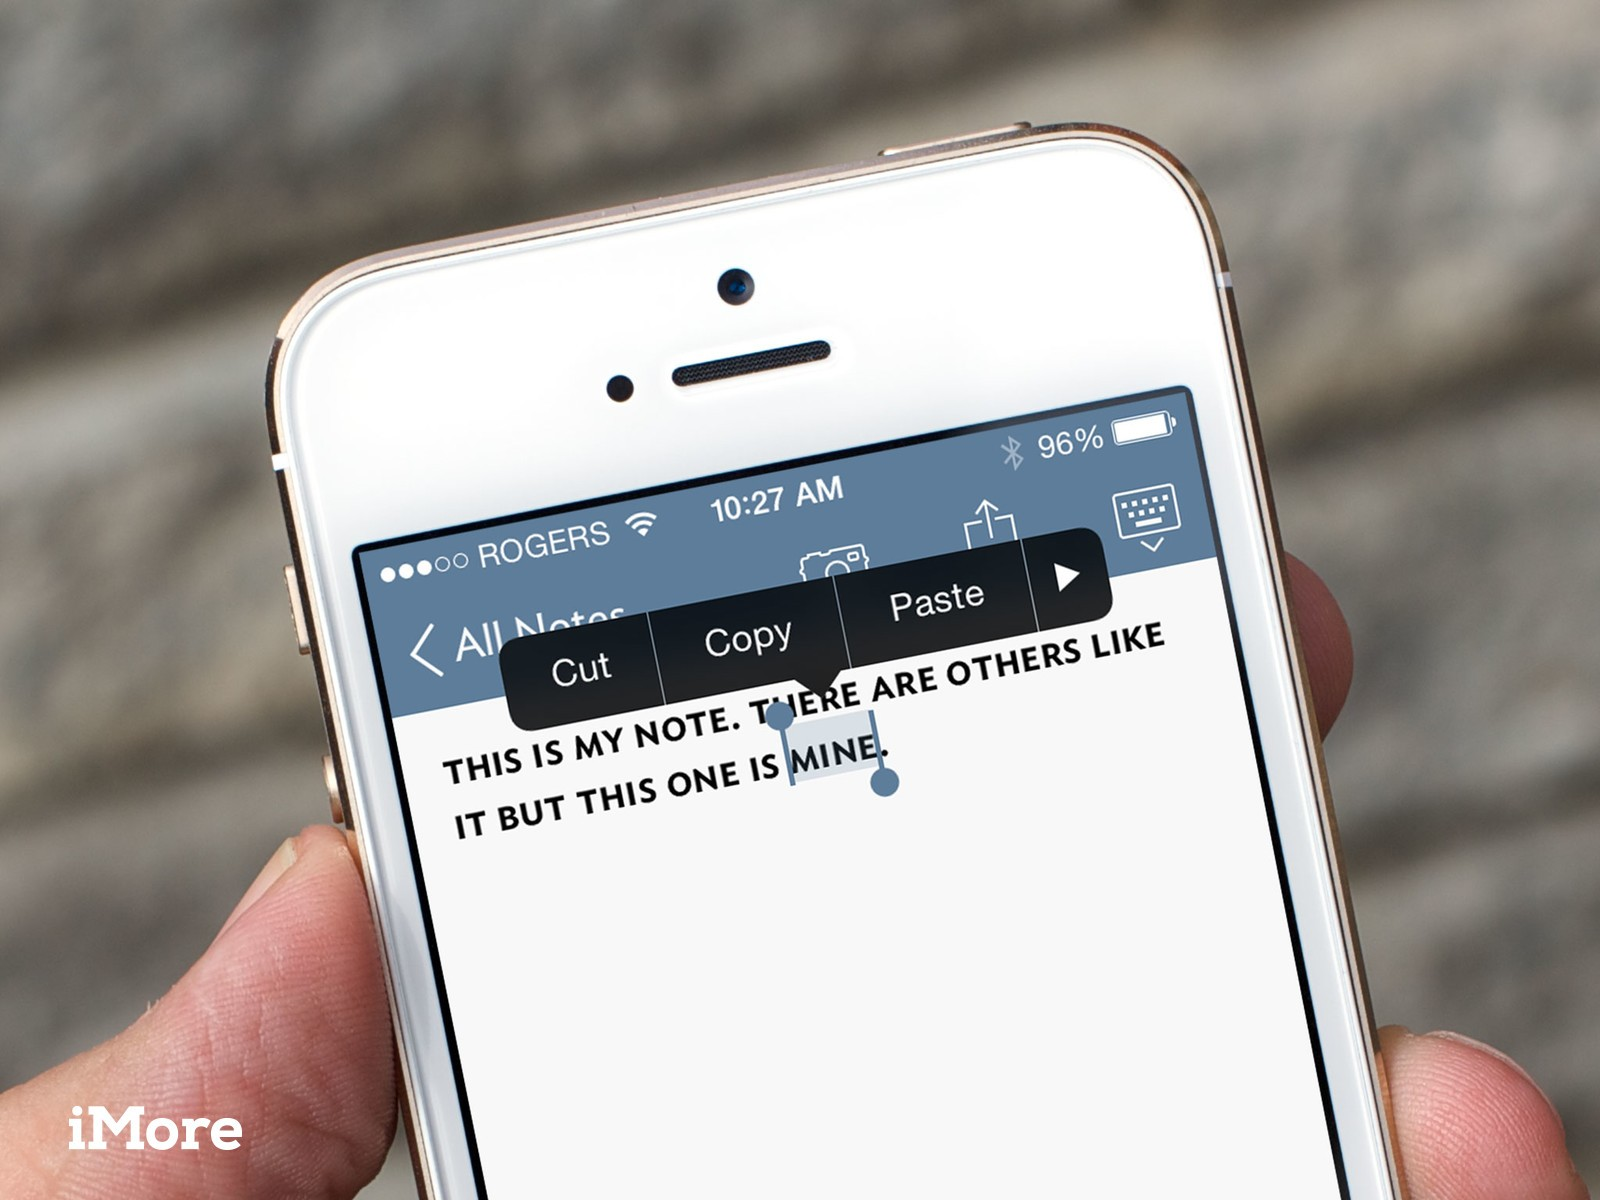 ROGERS 10:27 AM 96%
All Notes
Cut Copy Paste
THIS IS MY NOTE. THERE ARE OTHERS LIKE
IT BUT THIS ONE IS MINE.
iMore